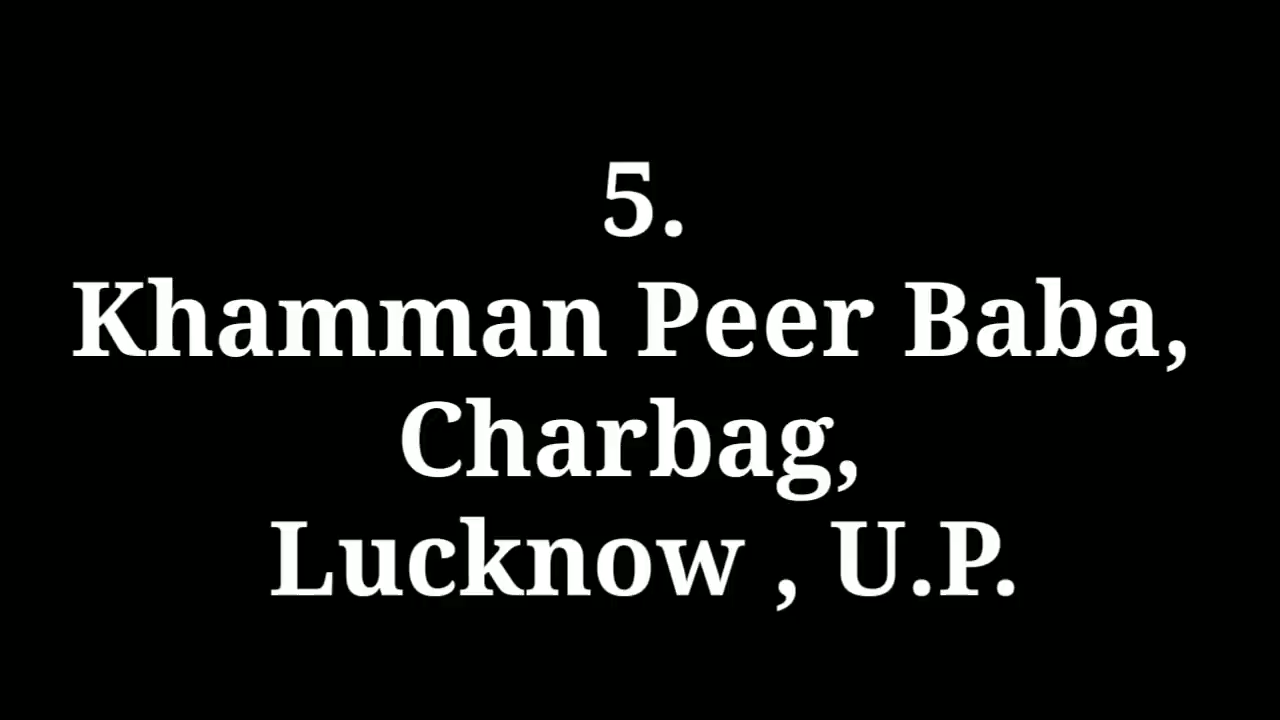 5.
Khamman Peer Baba,
Charbag,
Lucknow , U.P.